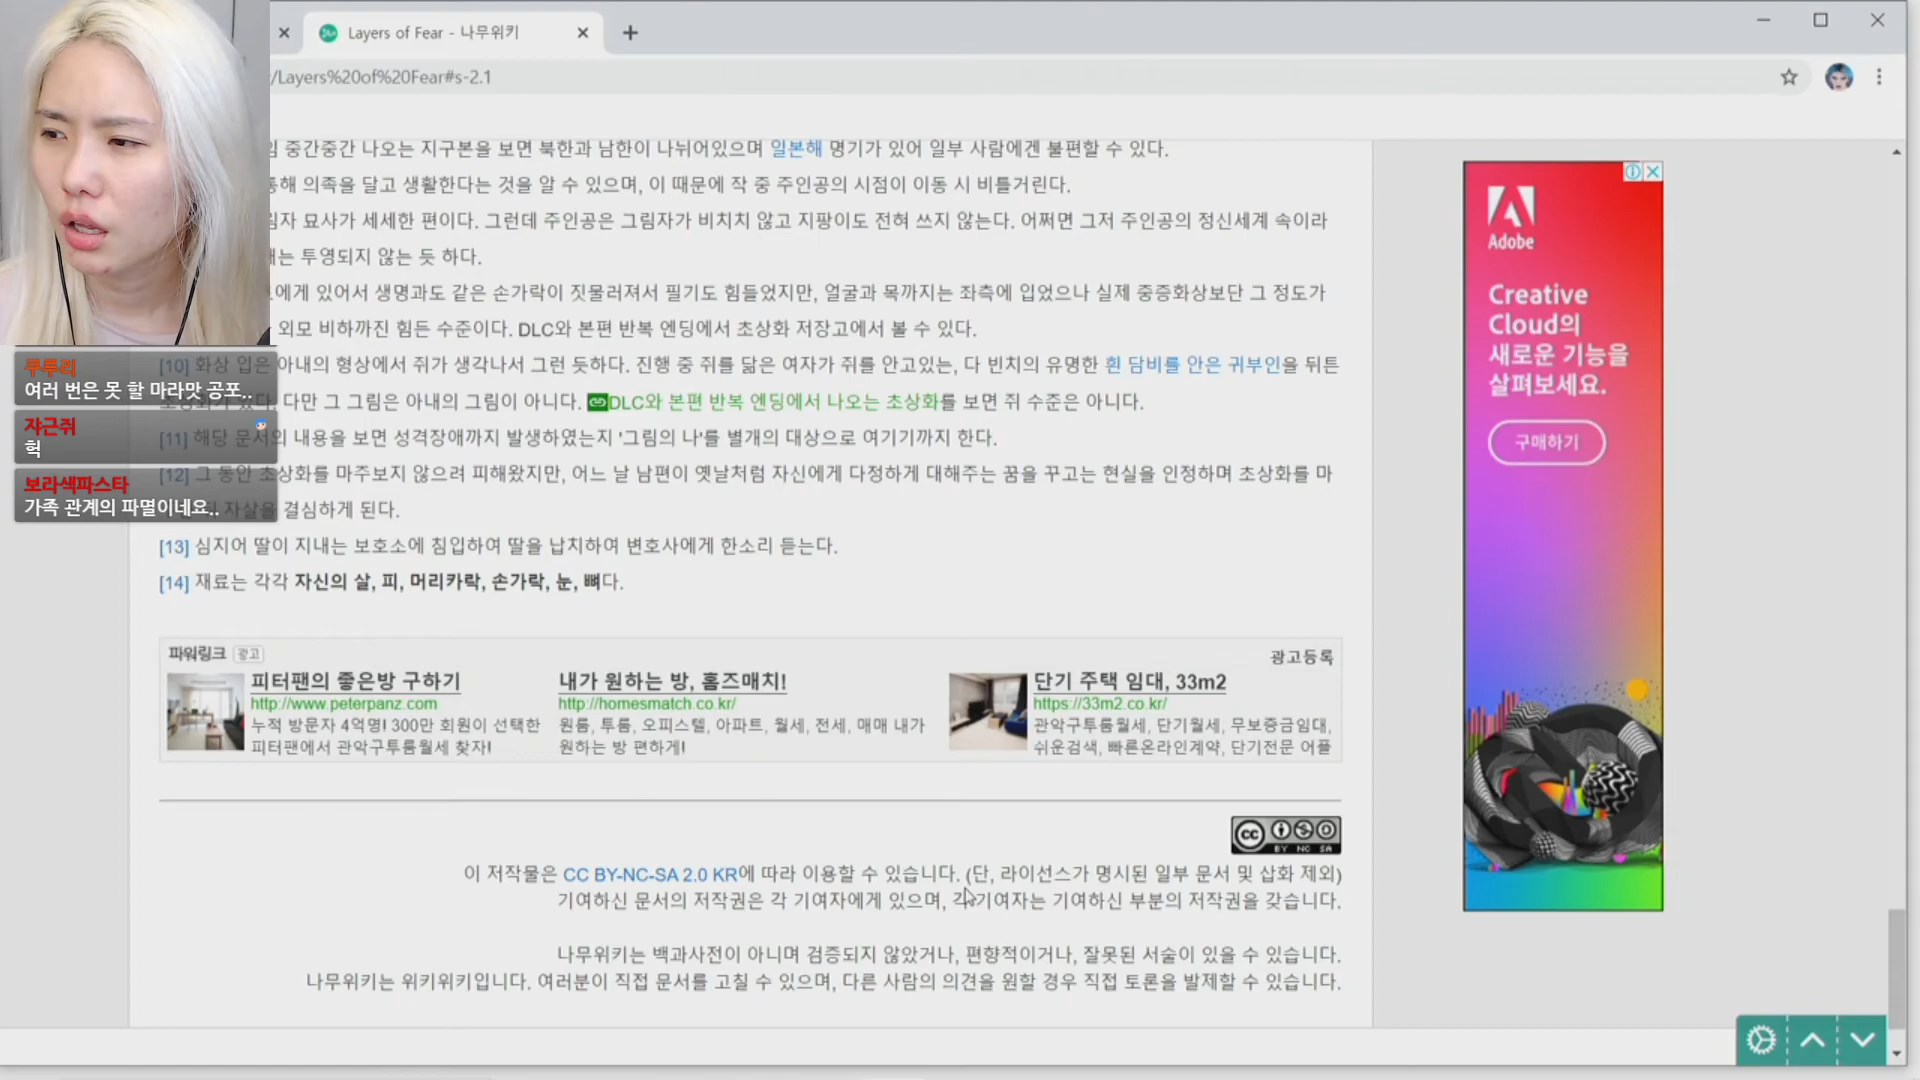 Layers of Fear - 나무위키
/Layers%20of%20Fear#s-2.1
중간중간 나오는 지구본을 보면 북한과 남한이 나뉘어있으며 일본해 명기가 있어 일부 사람에겐 불편할 수 있다.
통해 의족을 달고 생활한다는 것을 알 수 있으며, 이 때문에 작 중 주인공의 시점이 이동 시 비틀거린다.
림자 묘사가 세세한 편이다. 그런데 주인공은 그림자가 비치치 않고 지팡이도 전혀 쓰지 않는다. 어쩌면 그저 주인공의 정신세계 속이라
는 투영되지 않는 듯 하다.
에게 있어서 생명과도 같은 손가락이 짓물러져서 필기도 힘들었지만, 얼굴과 목까지는 좌측에 입었으나 실제 중증화상보단 그 정도가
외모 비하까진 힘든 수준이다. DLC와 본편 반복 엔딩에서 초상화 저장고에서 볼 수 있다.
[10] 화상 입은 아내의 형상에서 쥐가 생각나서 그런 듯하다. 진행 중 쥐를 닮은 여자가 쥐를 안고있는, 다 빈치의 유명한 흰 담비를 안은 귀부인을 뒤튼
초상화가 있다. 다만 그 그림은 아내의 그림이 아니다. DLC와 본편 반복 엔딩에서 나오는 초상화를 보면 쥐 수준은 아니다.
[11] 해당 문서의 내용을 보면 성격장애까지 발생하였는지 '그림의 나'를 별개의 대상으로 여기기까지 한다.
[12] 그 동안 초상화를 마주보지 않으려 피해왔지만, 어느 날 남편이 옛날처럼 자신에게 다정하게 대해주는 꿈을 꾸고는 현실을 인정하며 초상화를 마
자살을 결심하게 된다.
[13] 심지어 딸이 지내는 보호소에 침입하여 딸을 납치하여 변호사에게 한소리 듣는다.
[14] 재료는 각각 자신의 살, 피, 머리카락, 손가락, 눈, 뼈다.
쿠투리
여러 번은 못 할 마라맛 공포..
쟈근쥐
헉
보라색파스타
가족 관계의 파멸이네요..
파워링크 광고
광고등록
피터팬의 좋은방 구하기
http://www.peterpanz.com
누적 방문자 4억명! 300만 회원이 선택한
피터팬에서 관악구투룸월세 찾자!
내가 원하는 방, 홈즈매치!
http://homesmatch.co.kr/
원룸, 투룸, 오피스텔, 아파트, 월세, 전세, 매매 내가
원하는 방 편하게!
단기 주택 임대, 33m2
https://33m2.co.kr/
관악구투룸월세, 단기월세, 무보증금임대,
쉬운검색, 빠른온라인계약, 단기전문 어플
cc BY NC SA
이 저작물은 CC BY-NC-SA 2.0 KR에 따라 이용할 수 있습니다. (단, 라이선스가 명시된 일부 문서 및 삽화 제외)
기여하신 문서의 저작권은 각 기여자에게 있으며, 각 기여자는 기여하신 부분의 저작권을 갖습니다.
나무위키는 백과사전이 아니며 검증되지 않았거나, 편향적이거나, 잘못된 서술이 있을 수 있습니다.
나무위키는 위키위키입니다. 여러분이 직접 문서를 고칠 수 있으며, 다른 사람의 의견을 원할 경우 직접 토론을 발제할 수 있습니다.
Adobe
Creative
Cloud의
새로운 기능을
살펴보세요.
구매하기